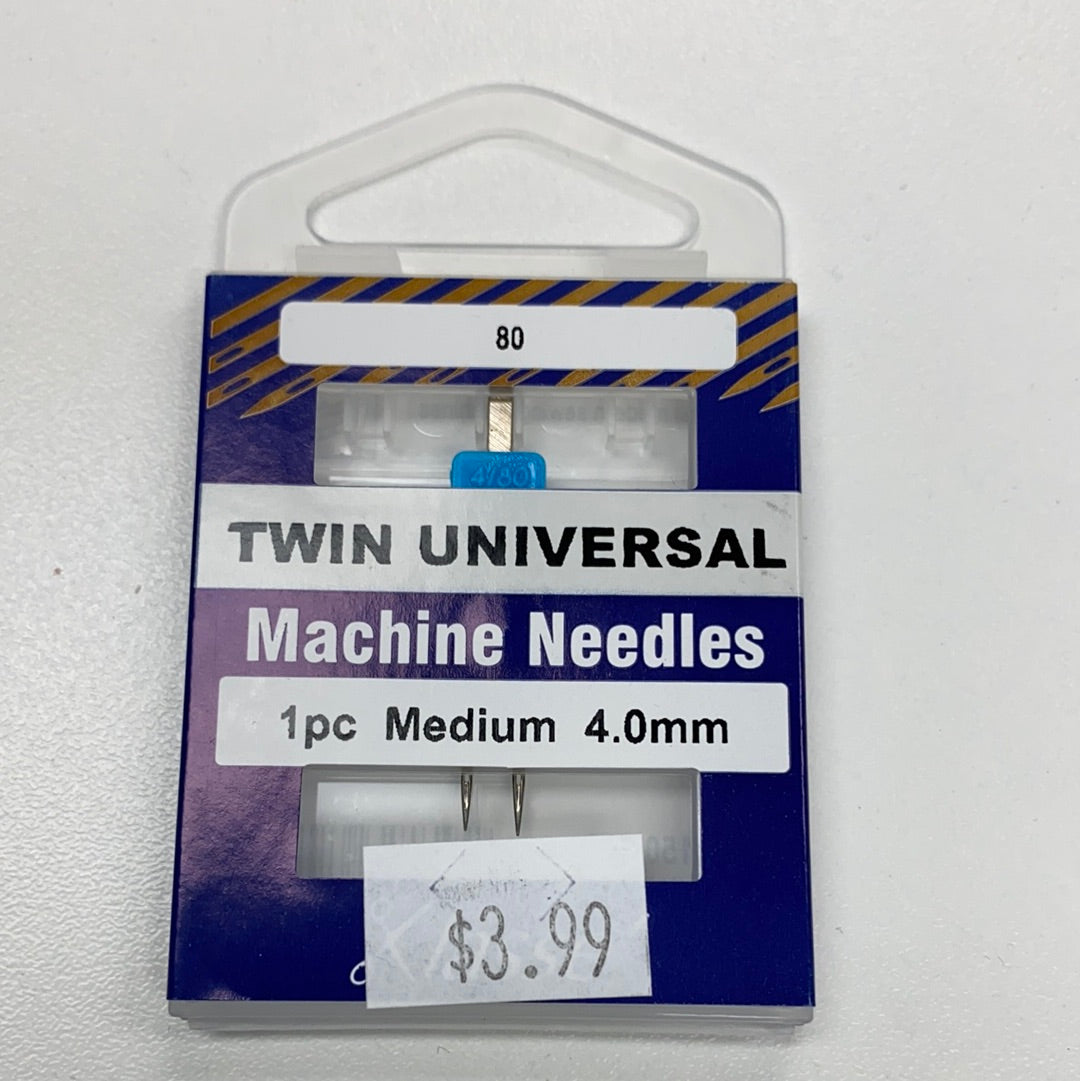 80
4/80
TWIN UNIVERSAL
Machine Needles
1pc Medium 4.0mm
$3.99